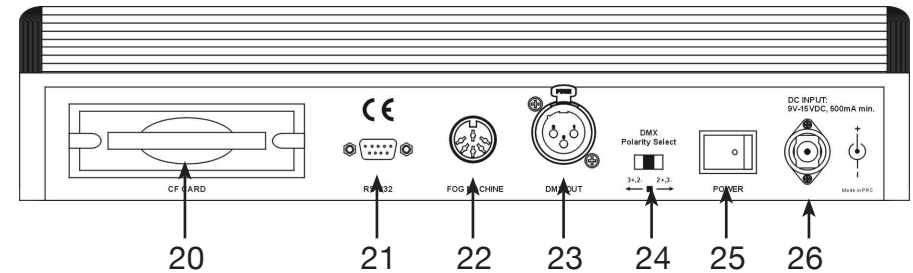 DC INPUT:
9V-15VDC, 500mA min.
CE
PUSH
DMX
Polarity Select
+
3+,2- 2+,3-
-
CF CARD RS-232 FOG MACHINE DMX OUT POWER Made in P.R.C
20 21 22 23 24 25 26